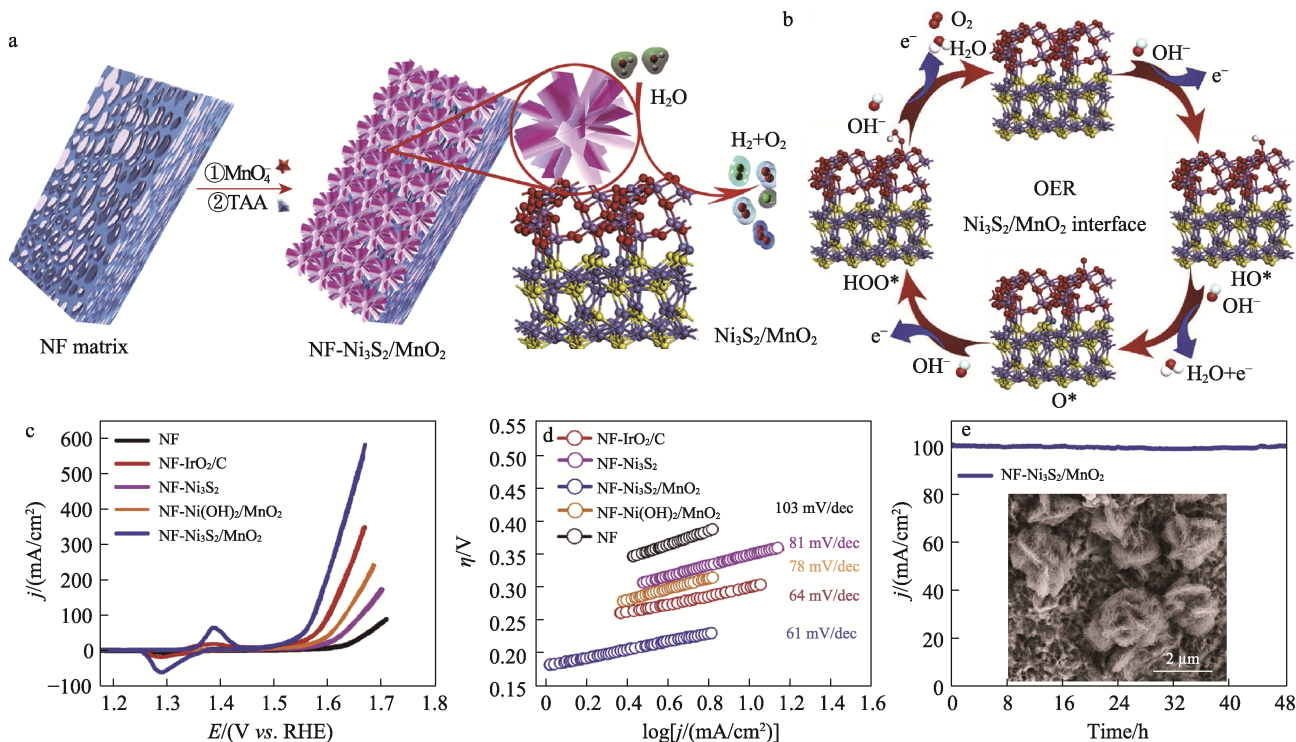 a
①MnO₄⁻
②TAA
NF matrix
NF-Ni₃S₂/MnO₂
H₂O
H₂+O₂
Ni₃S₂/MnO₂
b
O₂
e⁻
H₂O
OH⁻
OH⁻
e⁻
OER
Ni₃S₂/MnO₂ interface
HOO*
HO*
OH⁻
e⁻
OH⁻
H₂O+e⁻
O*
c
NF
NF-IrO₂/C
NF-Ni₃S₂
NF-Ni(OH)₂/MnO₂
NF-Ni₃S₂/MnO₂
600
500
400
300
200
100
0
−100
j/(mA/cm²)
1.2
1.3
1.4
1.5
1.6
1.7
1.8
E/(V vs. RHE)
d
NF-IrO₂/C
NF-Ni₃S₂
NF-Ni₃S₂/MnO₂
NF-Ni(OH)₂/MnO₂
NF
103 mV/dec
81 mV/dec
78 mV/dec
64 mV/dec
61 mV/dec
0.55
0.50
0.45
0.40
0.35
0.30
0.25
0.20
0.15
η/V
0.0
0.2
0.4
0.6
0.8
1.0
1.2
1.4
log[j/(mA/cm²)]
e
NF-Ni₃S₂/MnO₂
2 μm
100
80
60
40
20
0
j/(mA/cm²)
0
8
16
24
32
40
48
Time/h